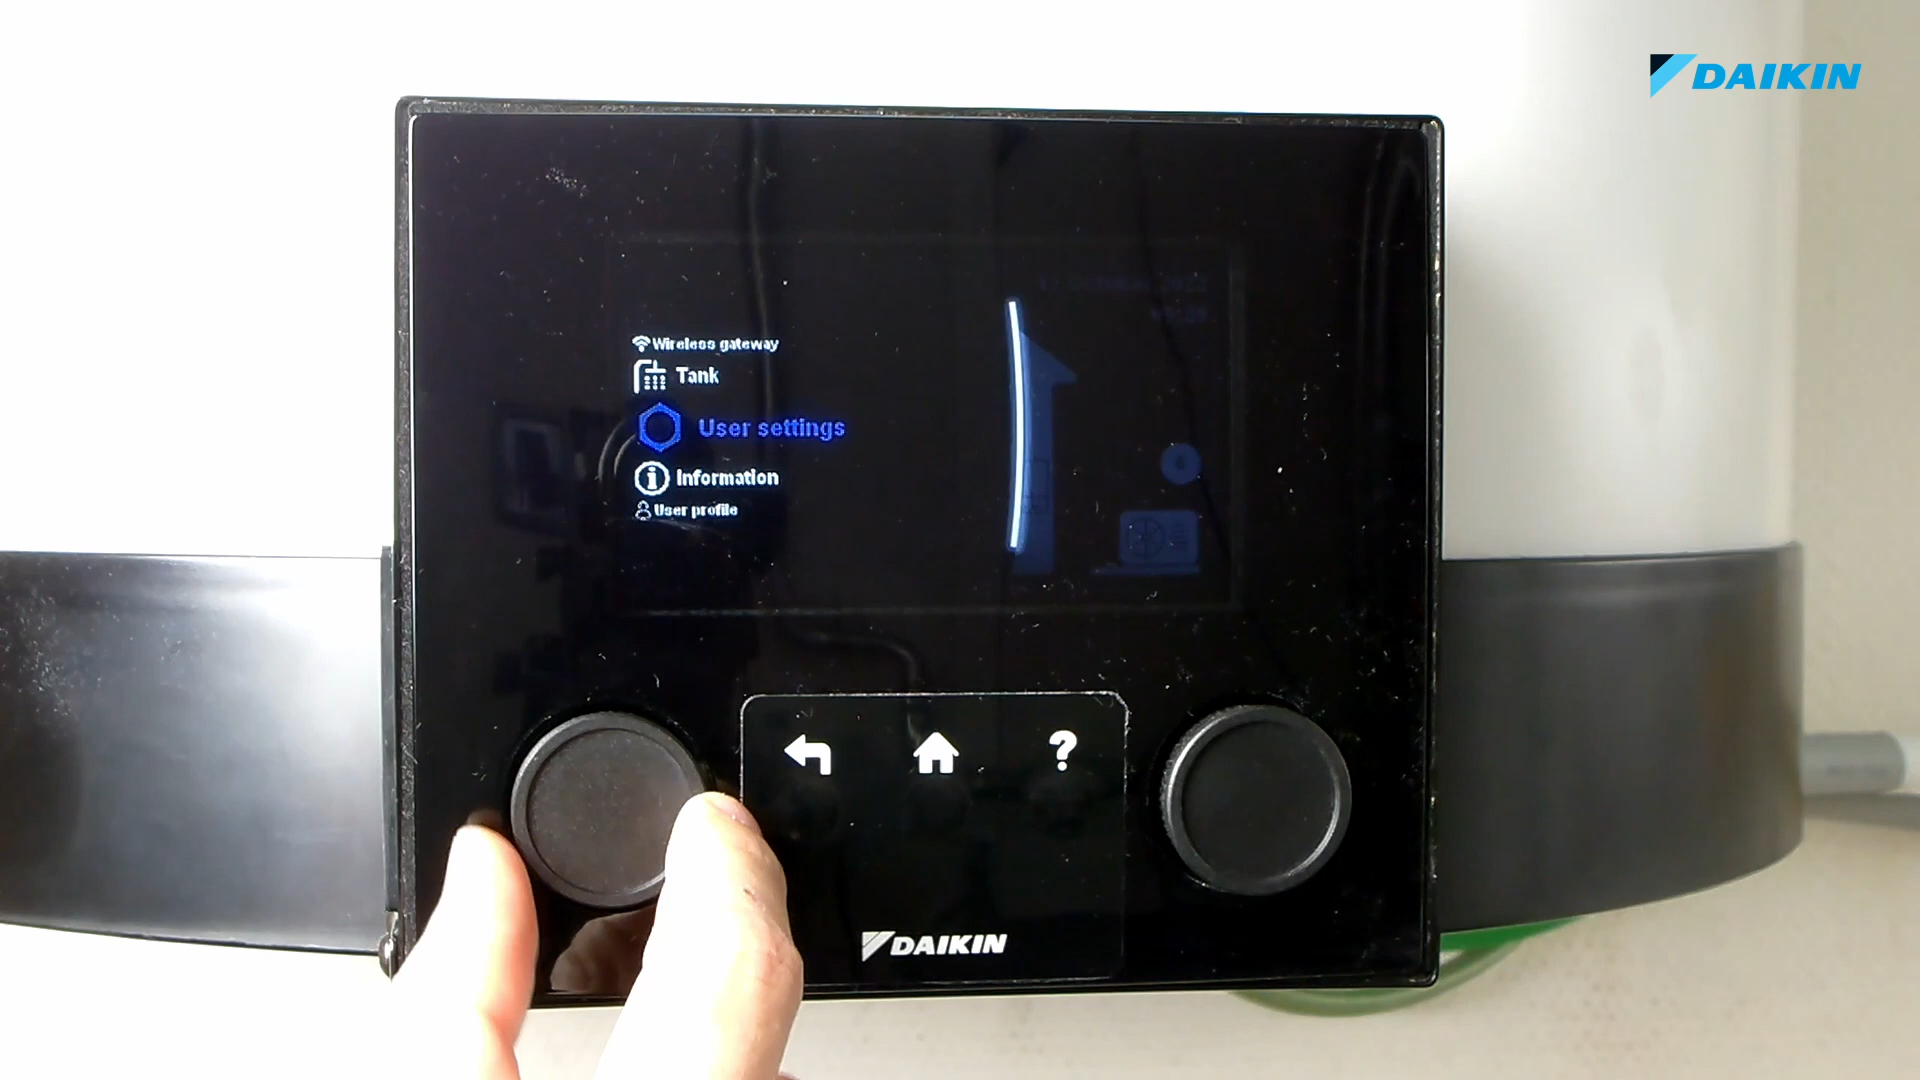 DAIKIN
Wireless gateway
Tank
User settings
Information
User profile
?
DAIKIN